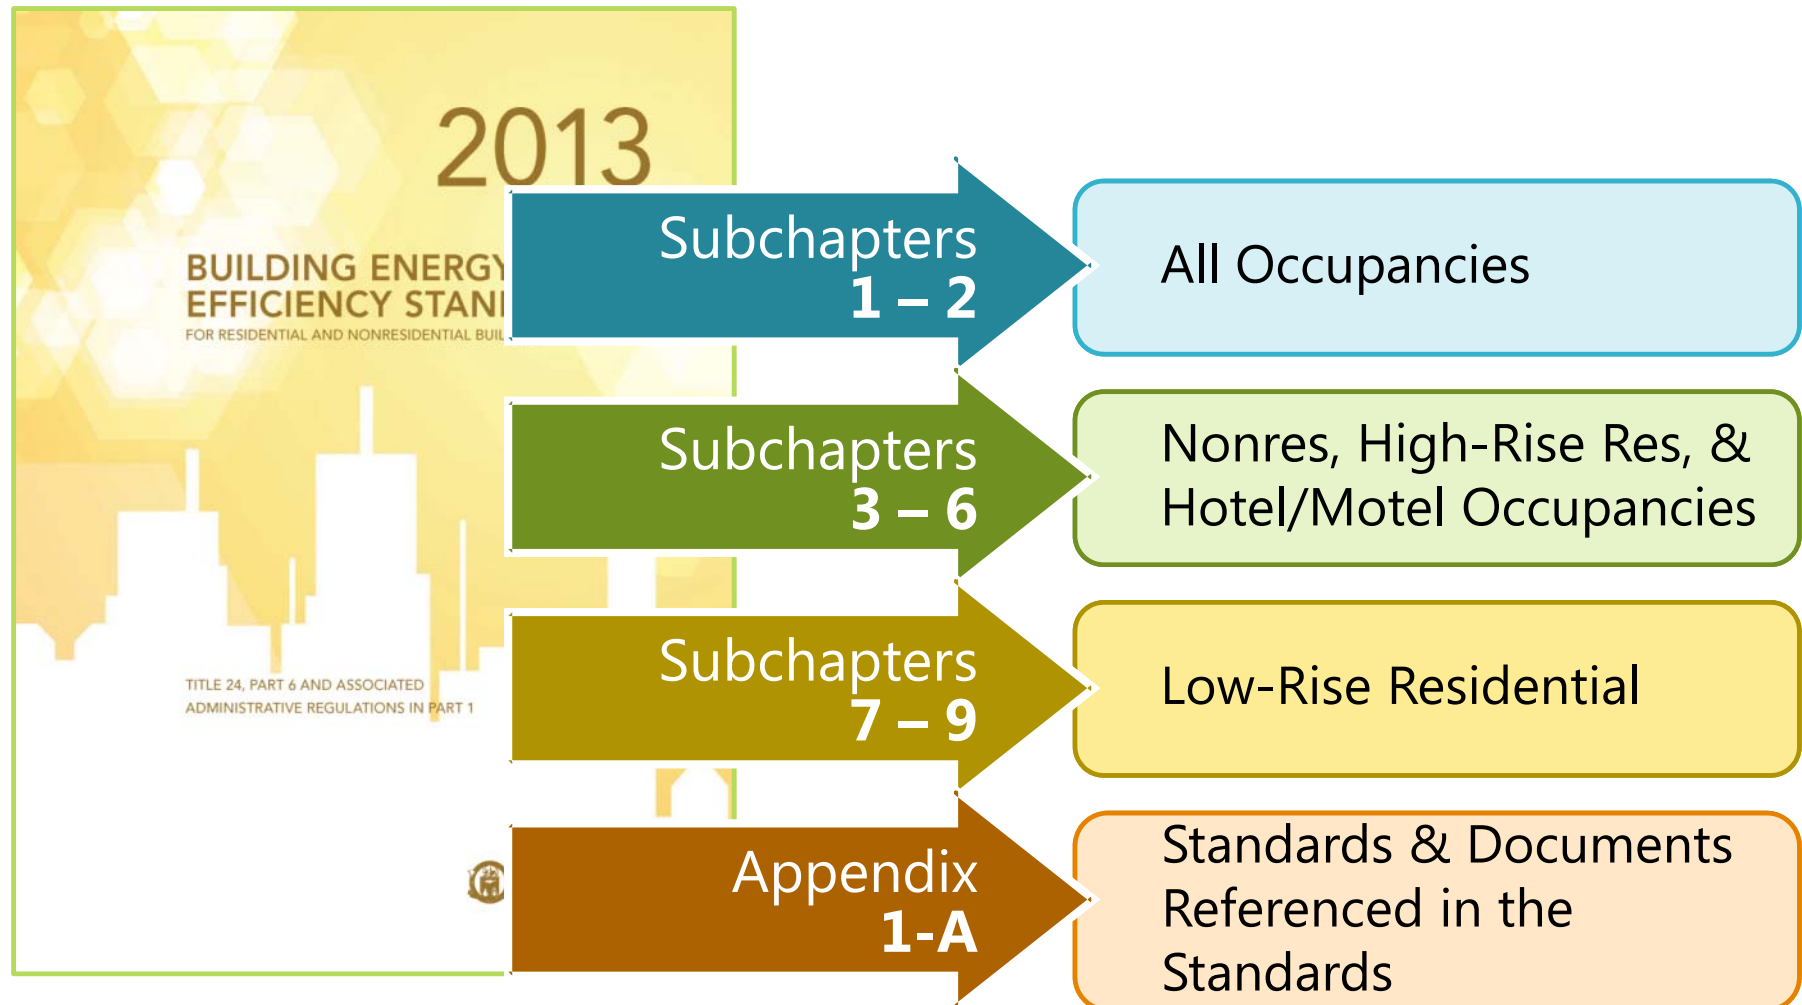 2013
BUILDING ENERGY
EFFICIENCY STAN
FOR RESIDENTIAL AND NONRESIDENTIAL BUIL
TITLE 24, PART 6 AND ASSOCIATED
ADMINISTRATIVE REGULATIONS IN PART 1
Subchapters
1 – 2
All Occupancies
Subchapters
3 – 6
Nonres, High-Rise Res, &
Hotel/Motel Occupancies
Subchapters
7 – 9
Low-Rise Residential
Appendix
1-A
Standards & Documents
Referenced in the
Standards